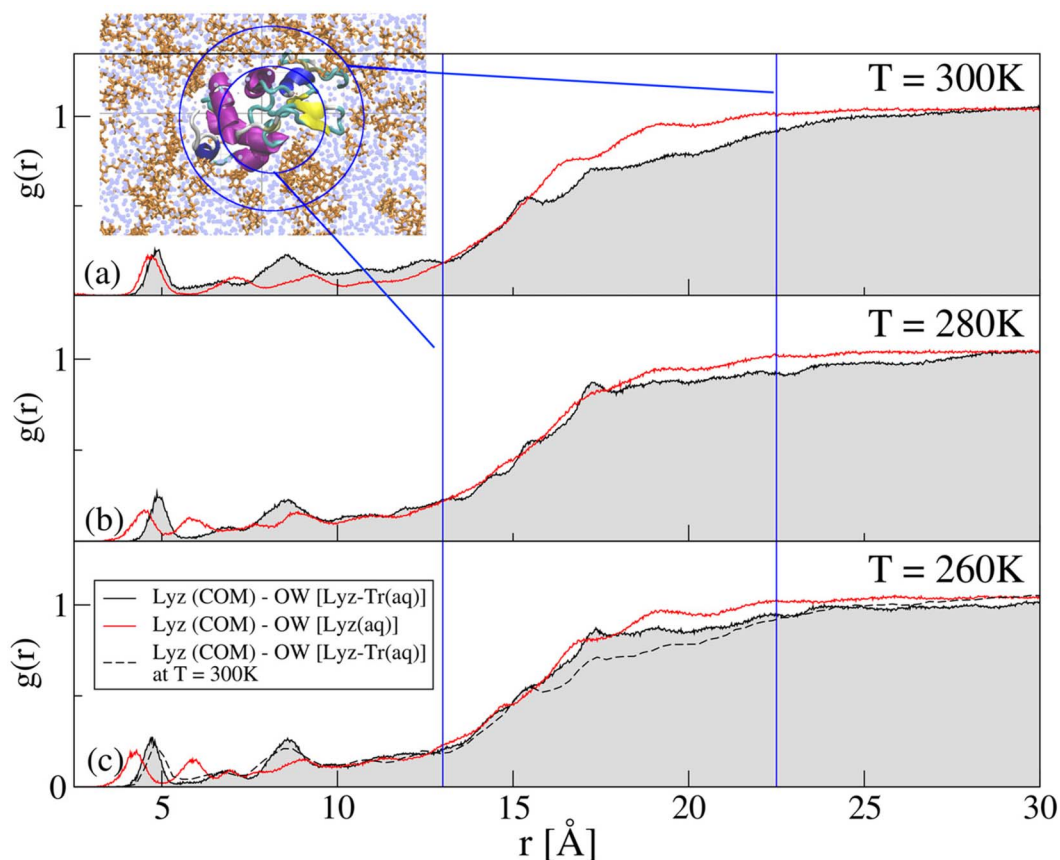 T = 300K
1
g(r)
(a)
T = 280K
1
g(r)
(b)
T = 260K
1
g(r)
Lyz (COM) - OW [Lyz-Tr(aq)]
Lyz (COM) - OW [Lyz(aq)]
Lyz (COM) - OW [Lyz-Tr(aq)]
at T = 300K
(c)
0
5 10 15 20 25 30
r [Å]